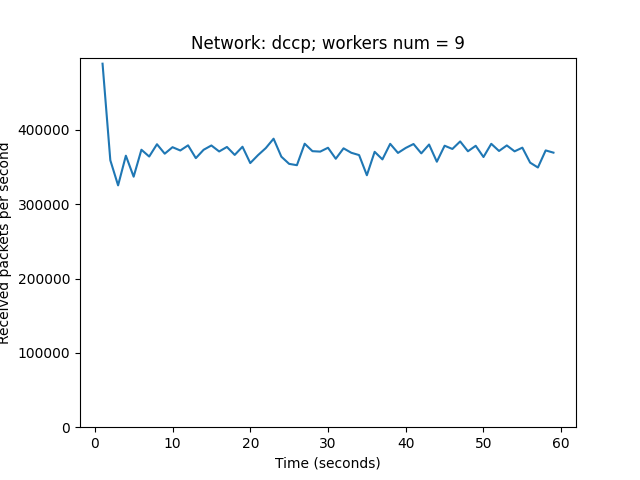 Network: dccp; workers num = 9
Received packets per second
400000
300000
200000
100000
0
0 10 20 30 40 50 60
Time (seconds)